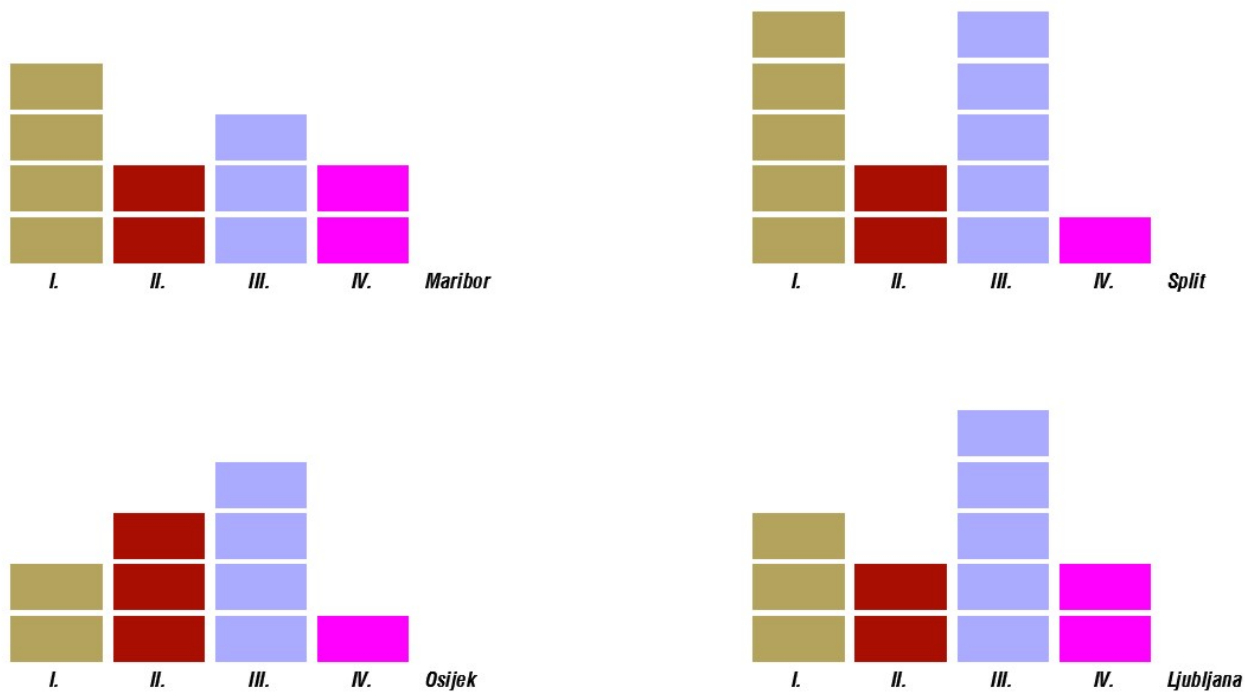 I. II. III. IV. Maribor
I. II. III. IV. Split
I. II. III. IV. Osijek
I. II. III. IV. Ljubljana